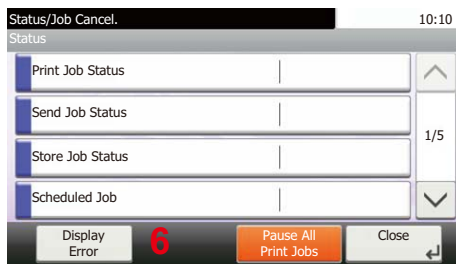 Status/Job Cancel.
10:10
Status
Print Job Status
Send Job Status
Store Job Status
Scheduled Job
1/5
Display
Error
6
Pause All
Print Jobs
Close